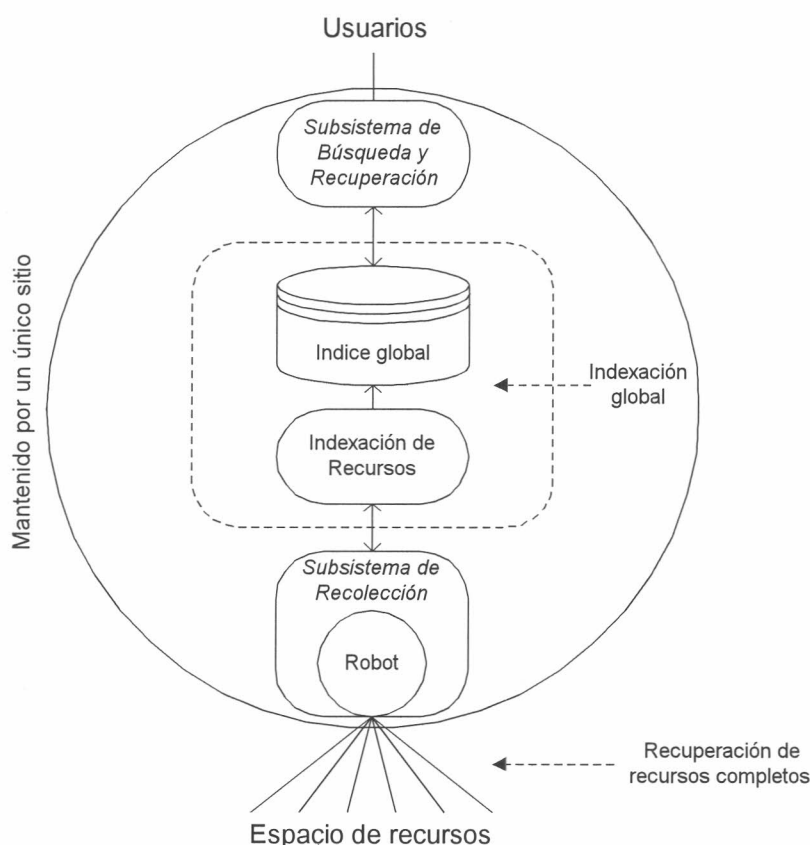 Usuarios
Subsistema de
Búsqueda y
Recuperación
Mantenido por un único sitio
Indice global
Indexación
global
Indexación de
Recursos
Subsistema de
Recolección
Robot
Recuperación de
recursos completos
Espacio de recursos